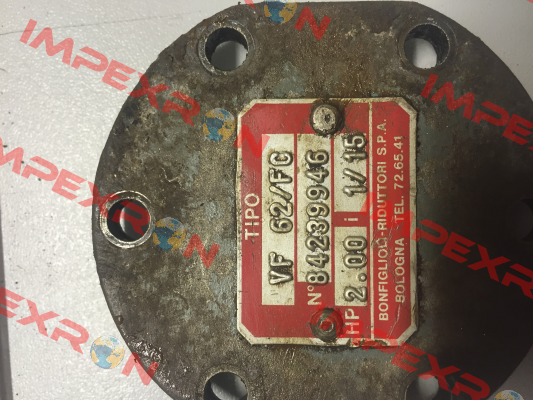 TIPO
VF 62/FC
N° 84239946
HP 2.00 i 1/15
BONFIGLIOLI-RIDUTTORI S.P.A.
BOLOGNA TEL. 72.65.41
IMPEXRON
IMPEXRON
IMPEXRON
IMPEXRON
IMPEXRON